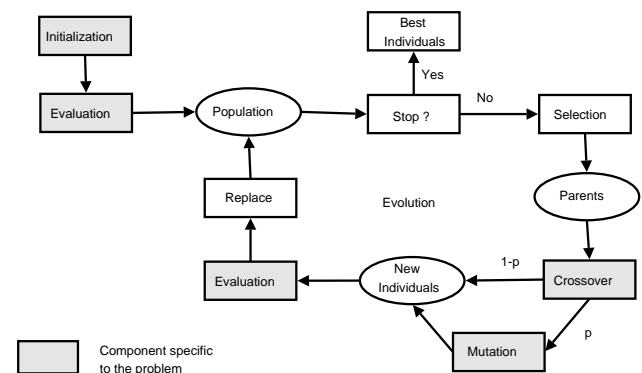 Initialization
Best
Individuals
Yes
Evaluation
Population
Stop ?
No
Selection
Replace
Evolution
Parents
Evaluation
New
Individuals
1-p
Crossover
p
Mutation
Component specific
to the problem